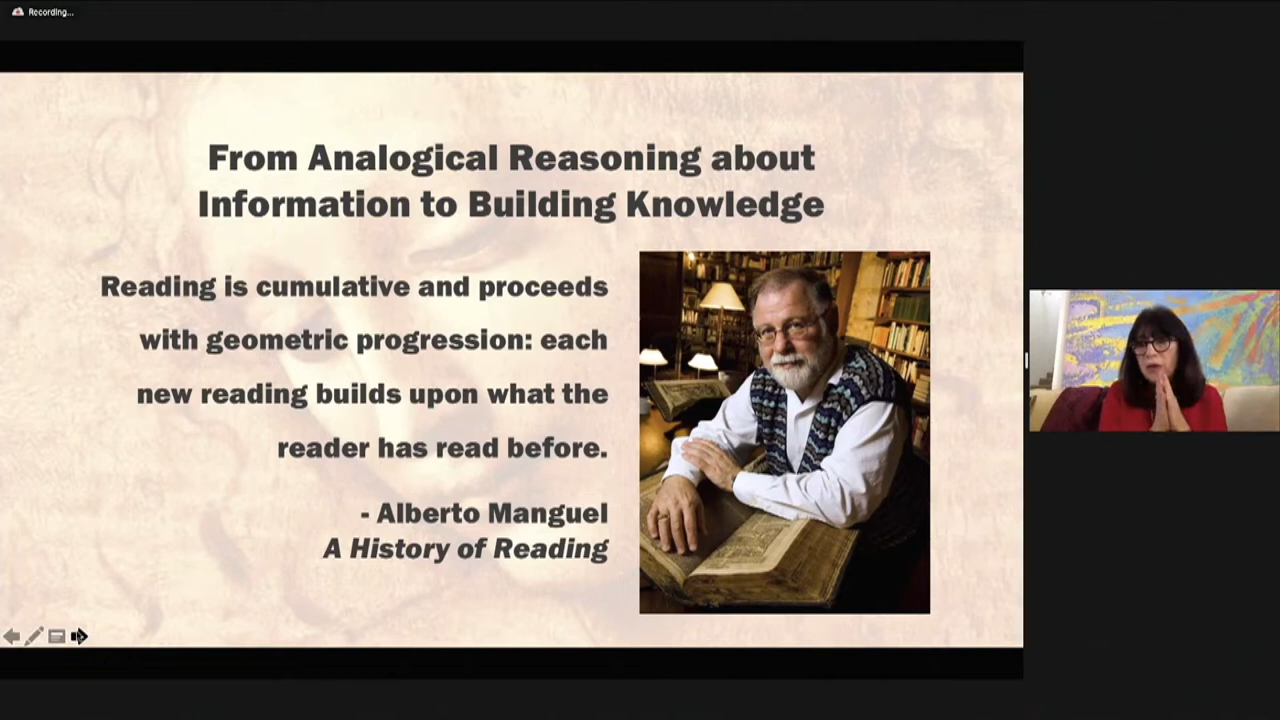 Recording...
From Analogical Reasoning about
Information to Building Knowledge
Reading is cumulative and proceeds
with geometric progression: each
new reading builds upon what the
reader has read before.
- Alberto Manguel
A History of Reading